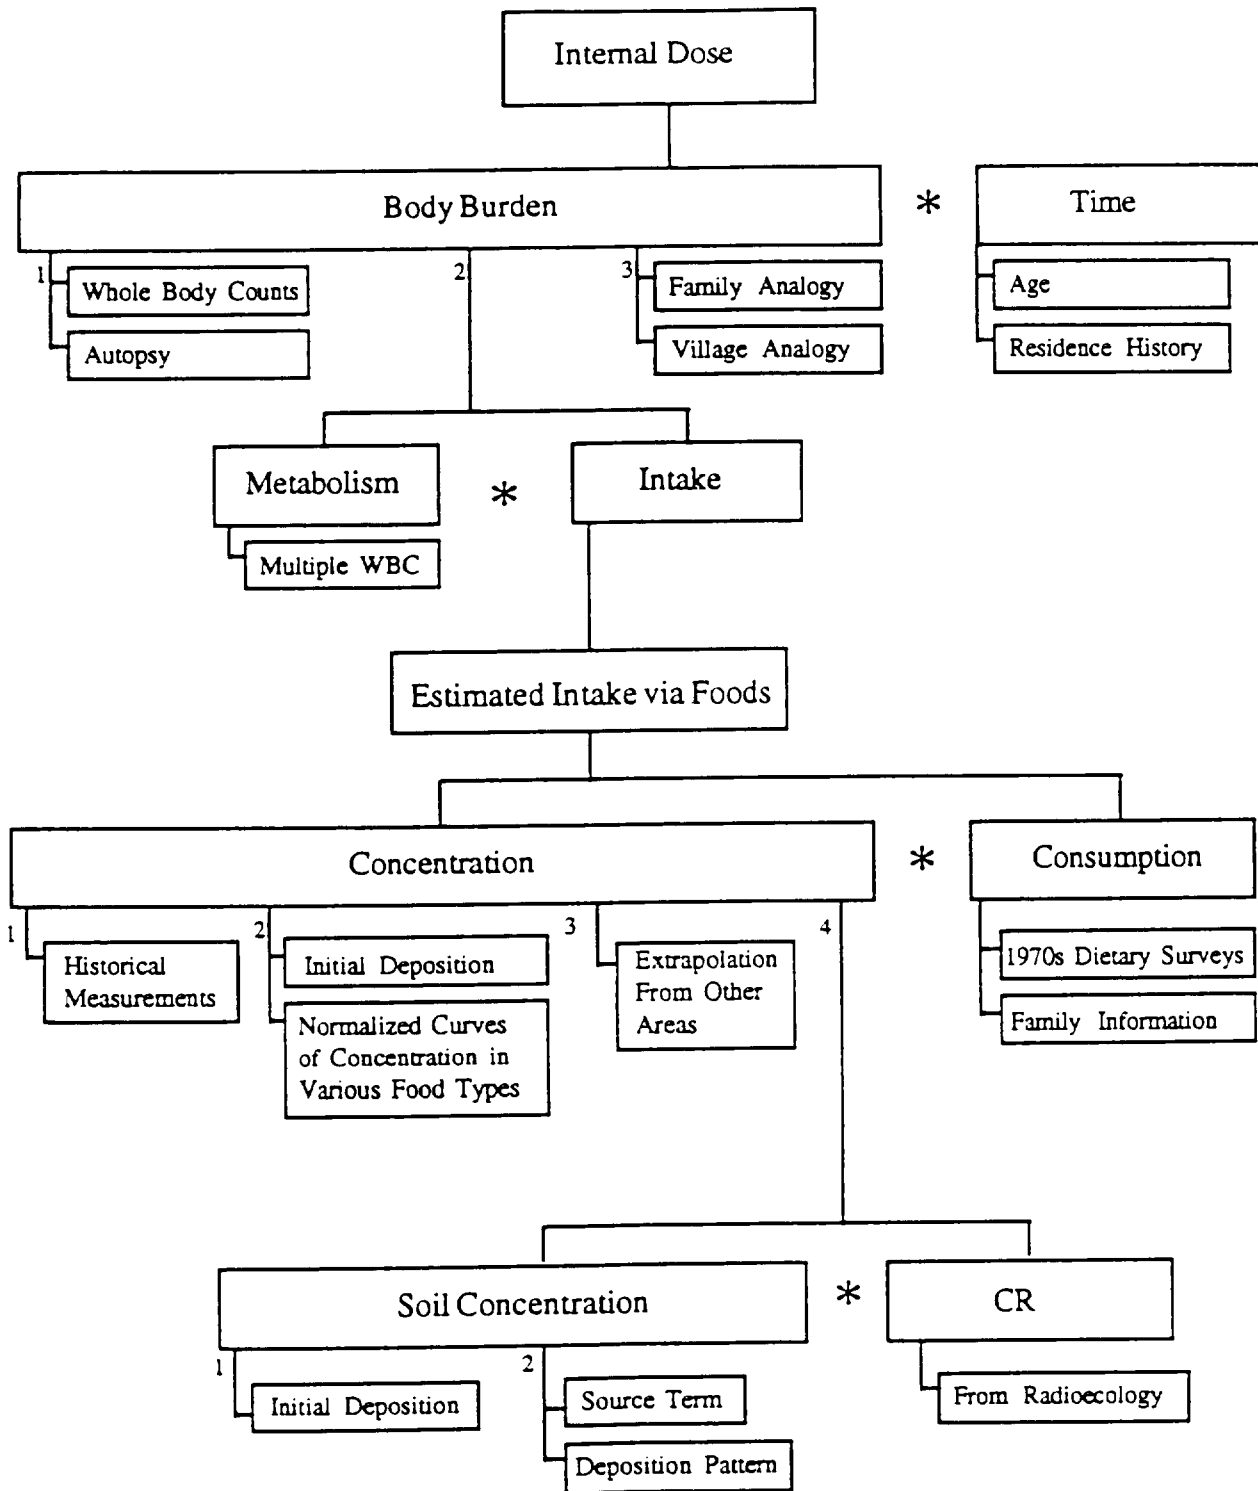 Internal Dose
Body Burden
*
Time
1
Whole Body Counts
Autopsy
2
3
Family Analogy
Village Analogy
Age
Residence History
Metabolism
*
Intake
Multiple WBC
Estimated Intake via Foods
Concentration
*
Consumption
1
Historical
Measurements
2
Initial Deposition
Normalized Curves
of Concentration in
Various Food Types
3
Extrapolation
From Other
Areas
4
1970s Dietary Surveys
Family Information
Soil Concentration
*
CR
1
Initial Deposition
2
Source Term
Deposition Pattern
From Radioecology